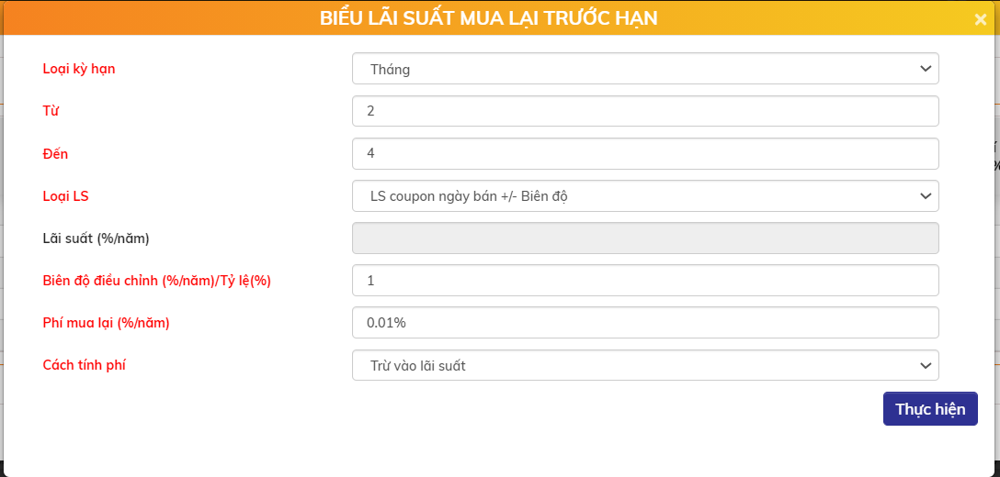 BIỂU LÃI SUẤT MUA LẠI TRƯỚC HẠN
×
Loại kỳ hạn
Tháng
Từ
2
Đến
4
Loại LS
LS coupon ngày bán +/- Biên độ
Lãi suất (%/năm)
Biên độ điều chỉnh (%/năm)/Tỷ lệ(%)
1
Phí mua lại (%/năm)
0.01%
Cách tính phí
Trừ vào lãi suất
Thực hiện